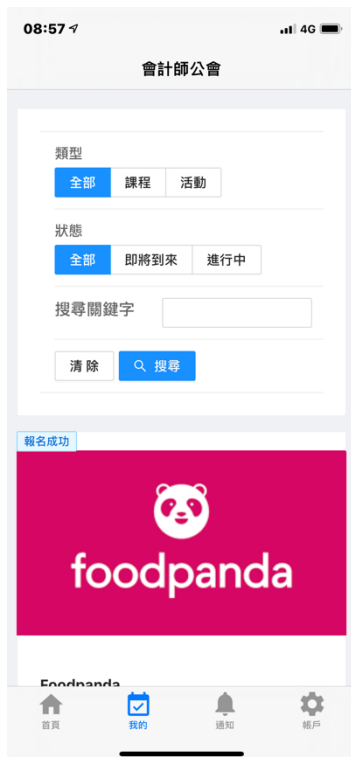 08:57
4G
會計師公會
類型
全部
課程
活動
狀態
全部
即將到來
進行中
搜尋關鍵字
清 除
搜尋
報名成功
foodpanda
Foodpanda
首頁
我的
通知
帳戶